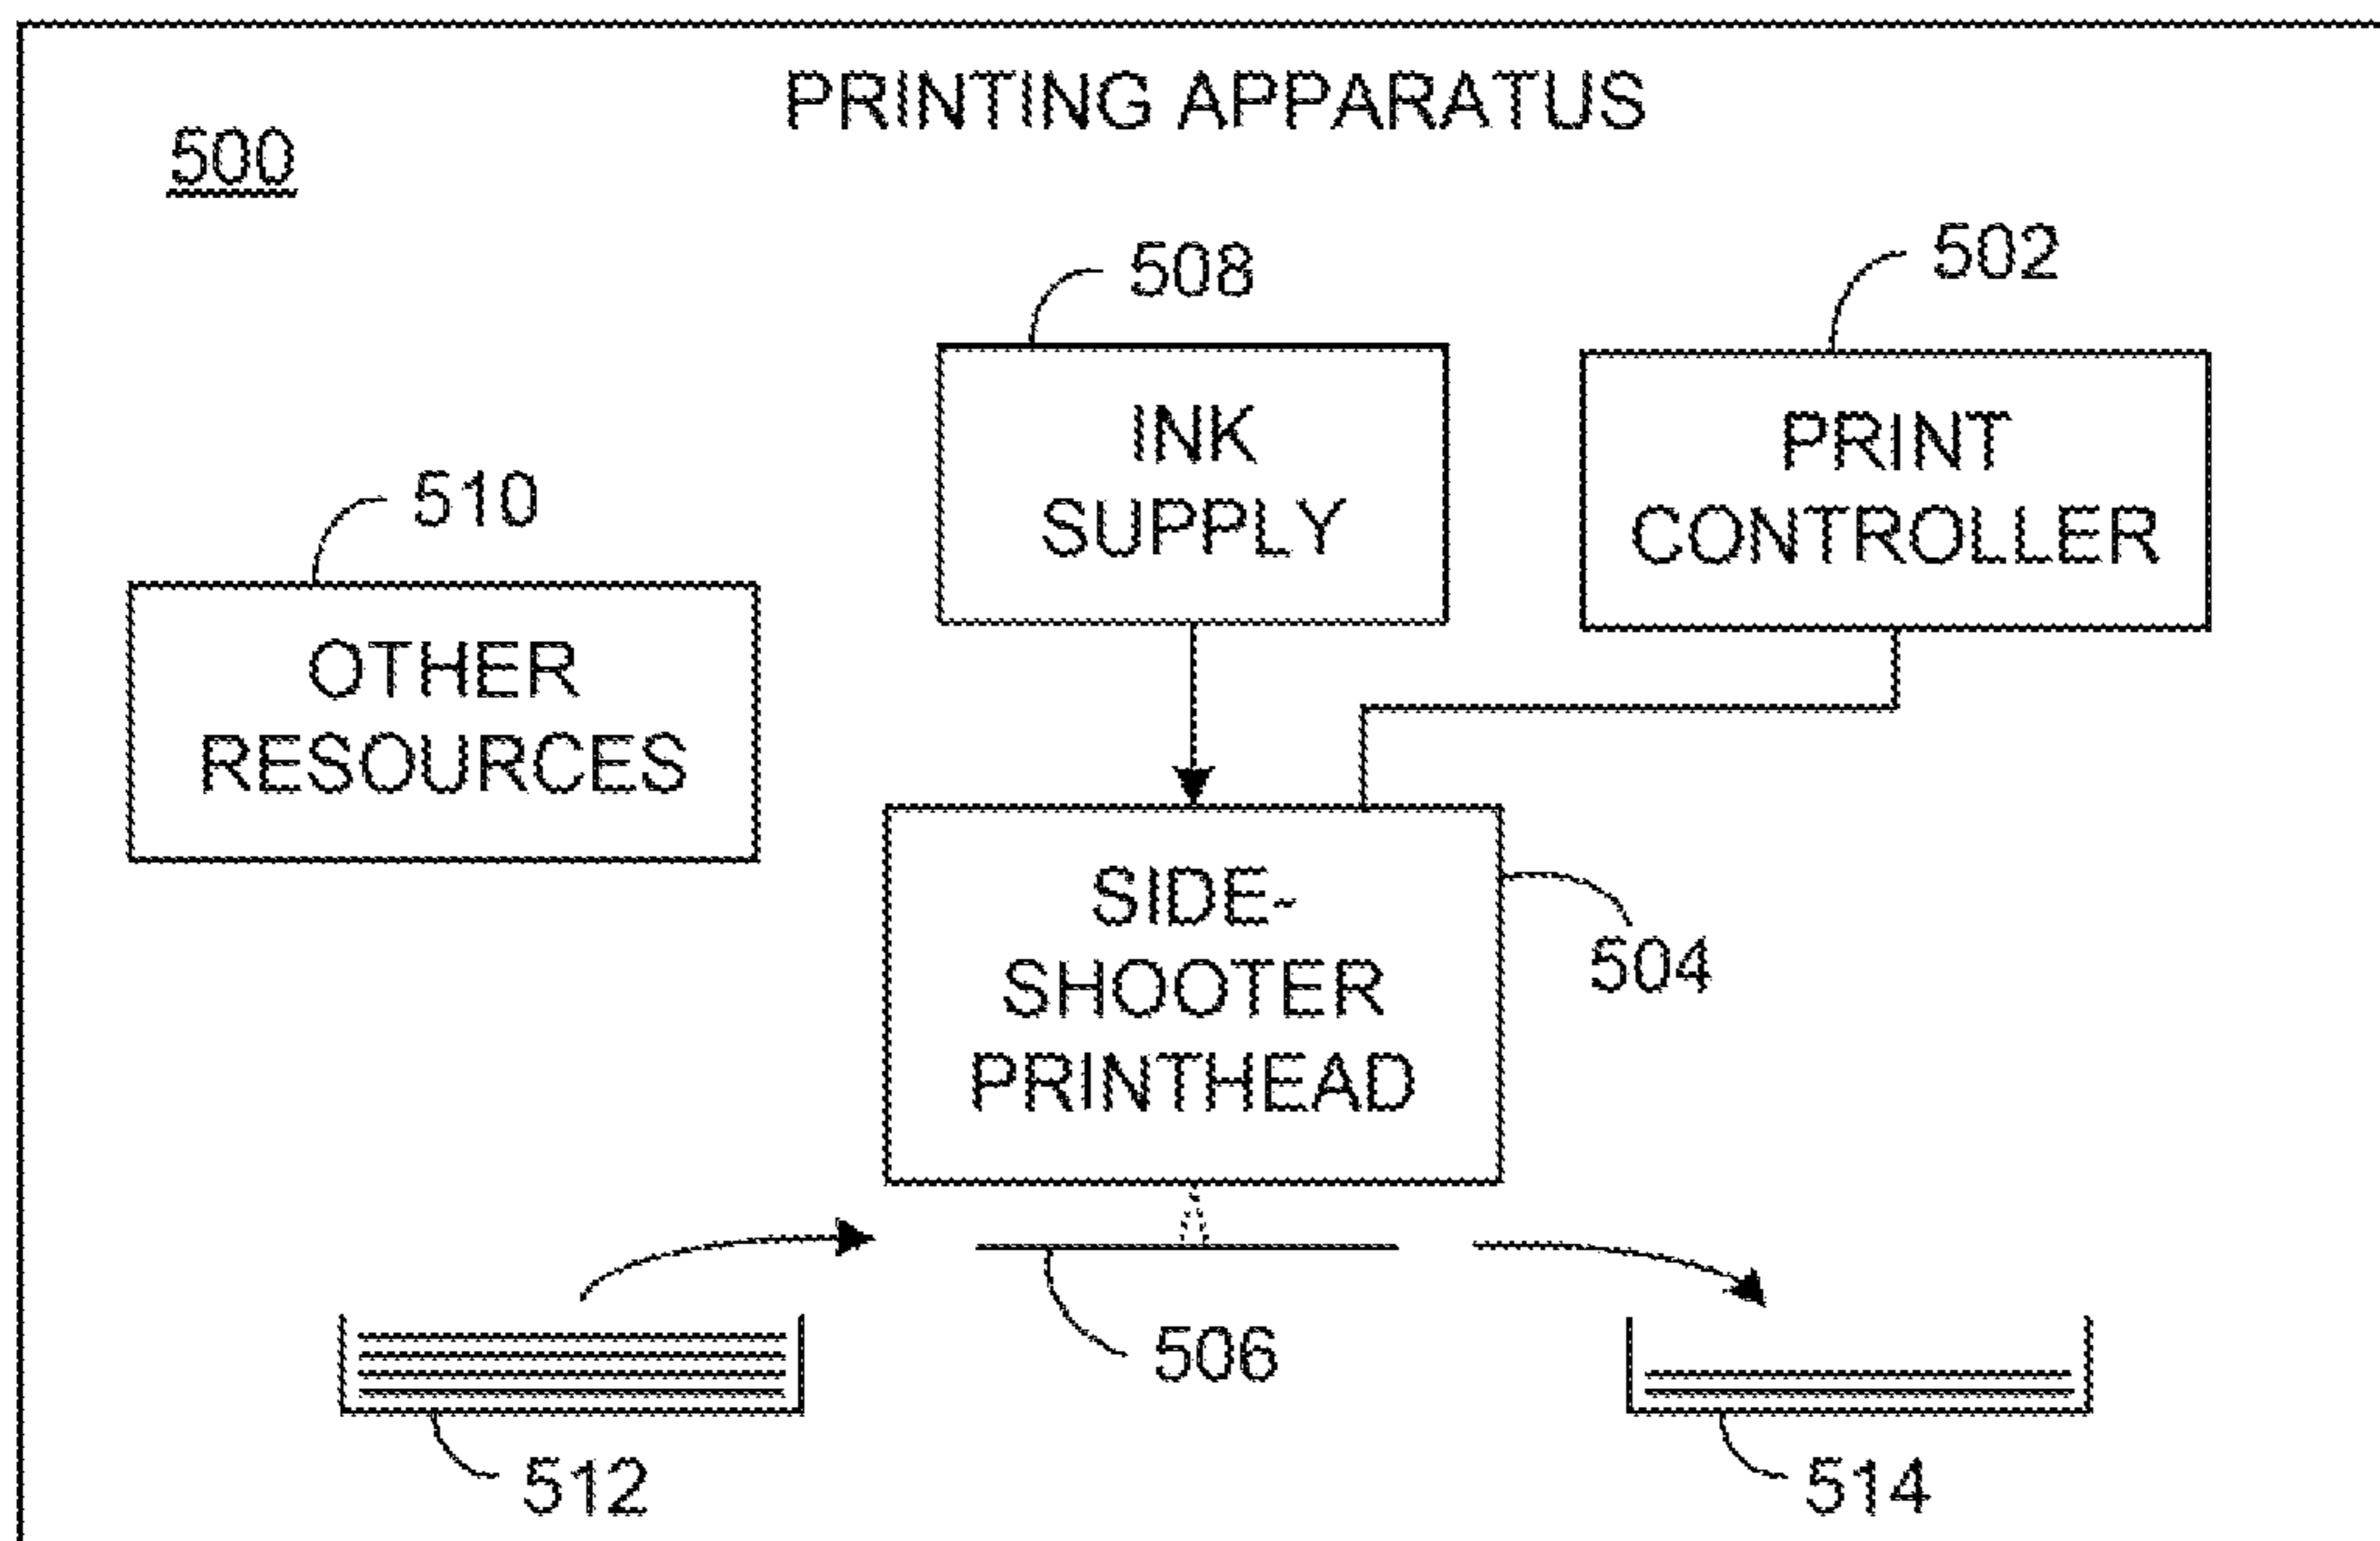 PRINTING APPARATUS
500
508
502
INK
SUPPLY
PRINT
CONTROLLER
510
OTHER
RESOURCES
SIDE-
SHOOTER
PRINTHEAD
504
506
512
514